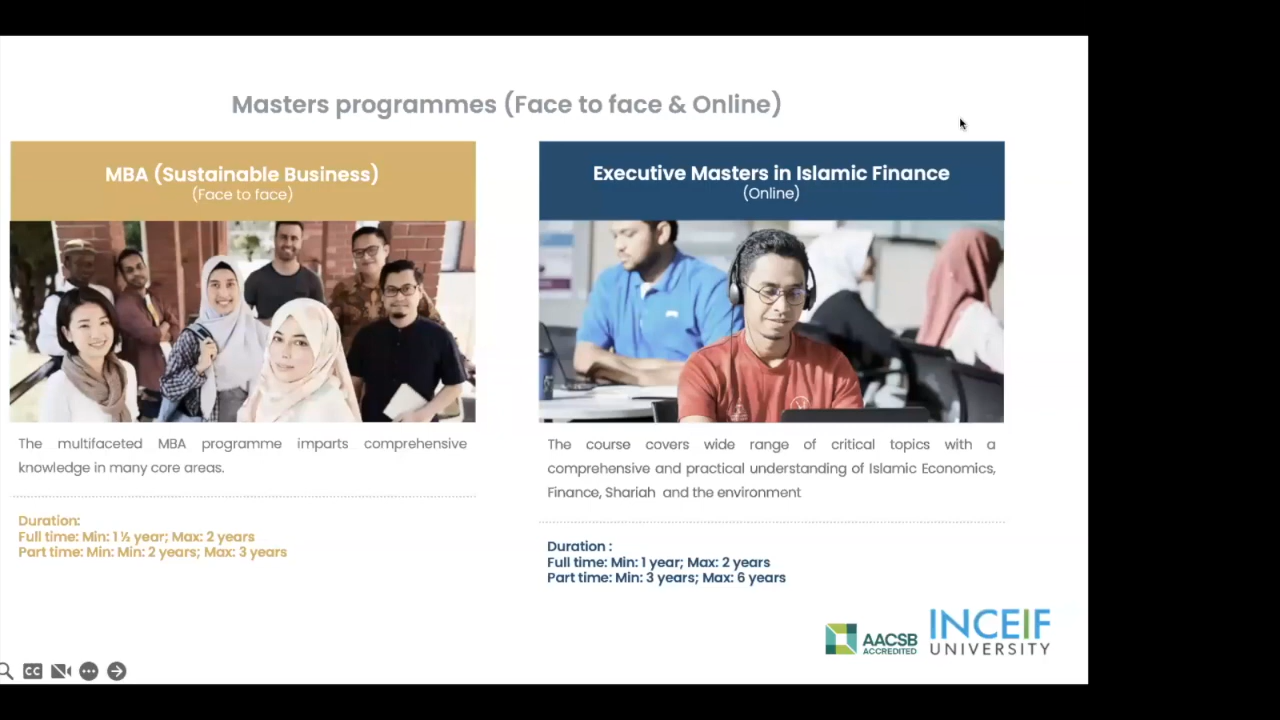 Masters programmes (Face to face & Online)
MBA (Sustainable Business)
(Face to face)
The multifaceted MBA programme imparts comprehensive
knowledge in many core areas.
Duration:
Full time: Min: 1 ½ year; Max: 2 years
Part time: Min: Min: 2 years; Max: 3 years
Executive Masters in Islamic Finance
(Online)
The course covers wide range of critical topics with a
comprehensive and practical understanding of Islamic Economics,
Finance, Shariah and the environment
Duration :
Full time: Min: 1 year; Max: 2 years
Part time: Min: 3 years; Max: 6 years
AACSB
ACCREDITED
INCEIF
UNIVERSITY
CC